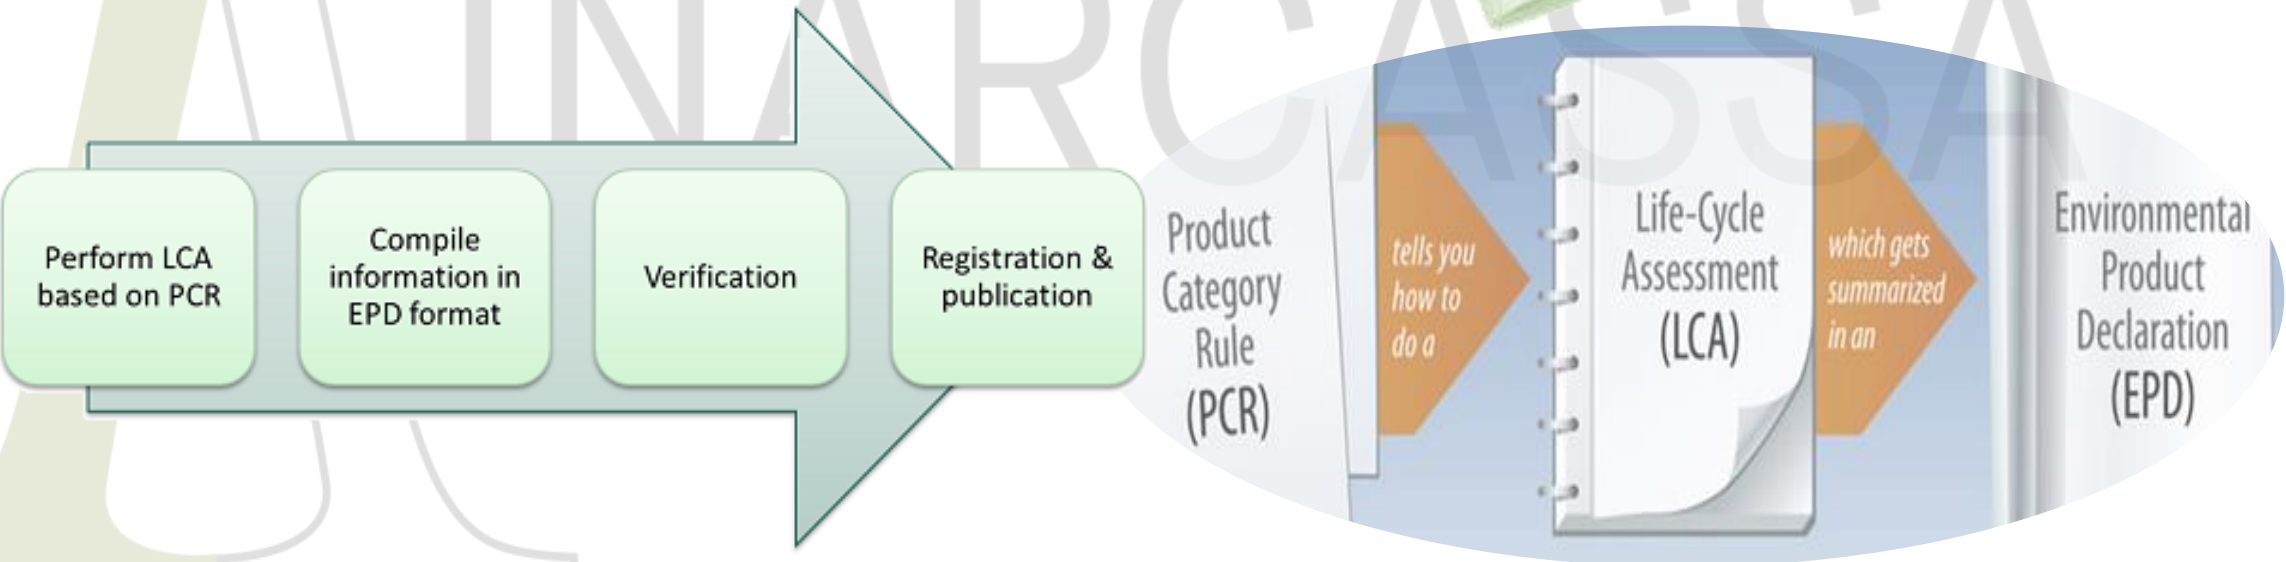 INARCASSA
Perform LCA
based on PCR
Compile
information in
EPD format
Verification
Registration &
publication
Product
Category
Rule
(PCR)
tells you
how to
do a
Life-Cycle
Assessment
(LCA)
which gets
summarized
in an
Environmental
Product
Declaration
(EPD)